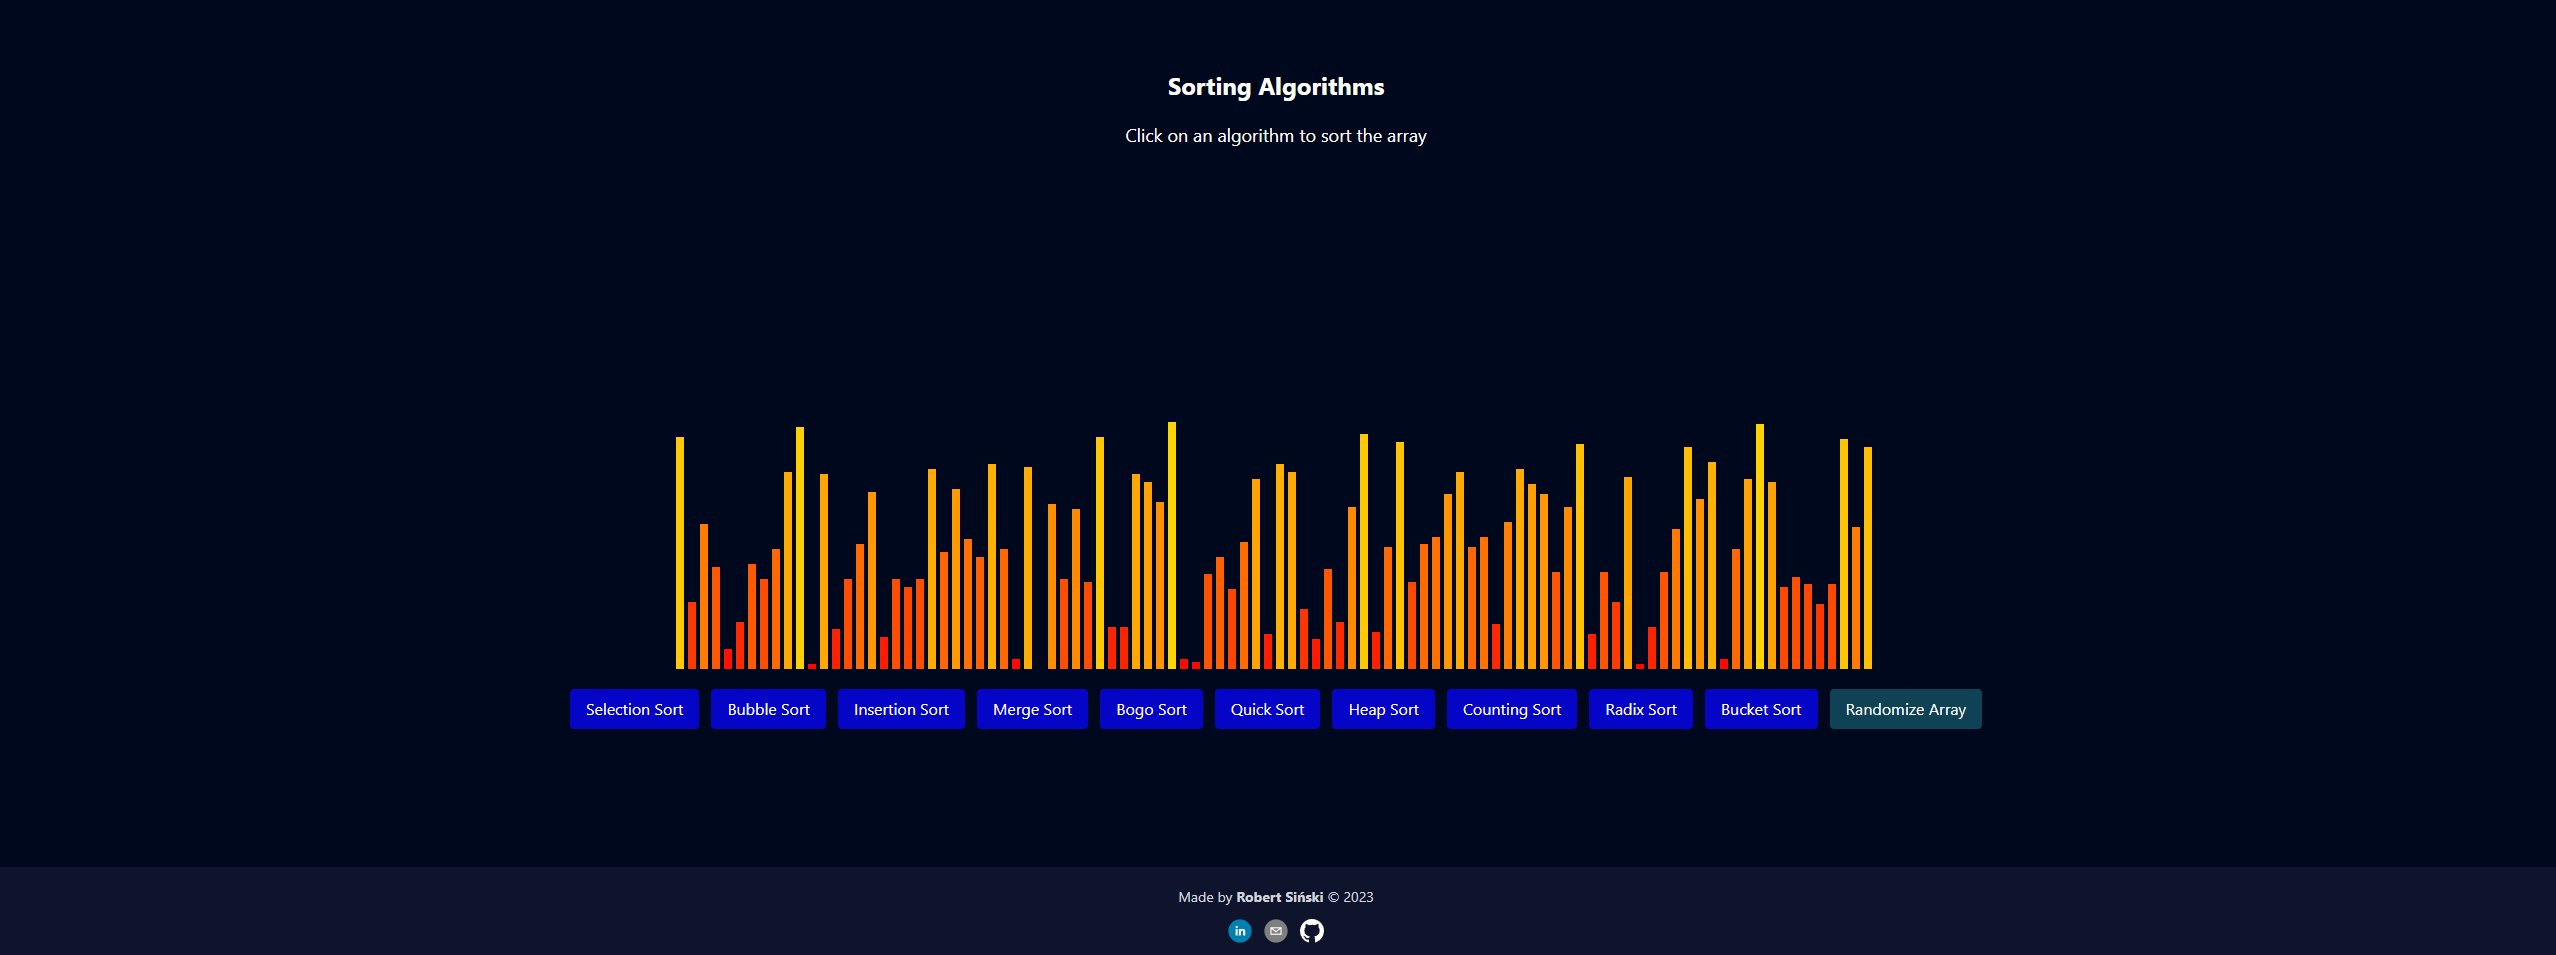 Sorting Algorithms
Click on an algorithm to sort the array
Selection Sort Bubble Sort Insertion Sort Merge Sort Bogo Sort Quick Sort Heap Sort Counting Sort Radix Sort Bucket Sort Randomize Array
Made by Robert Siński © 2023
in